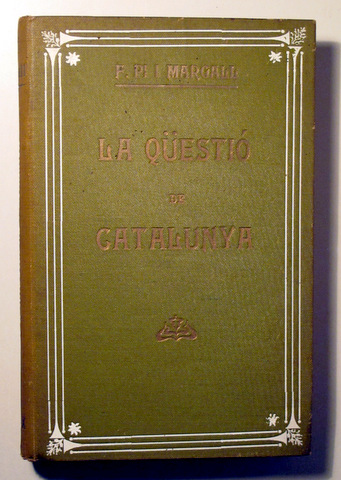 F. PI I MARGALL
LA QÜESTIÓ
DE
CATALUNYA